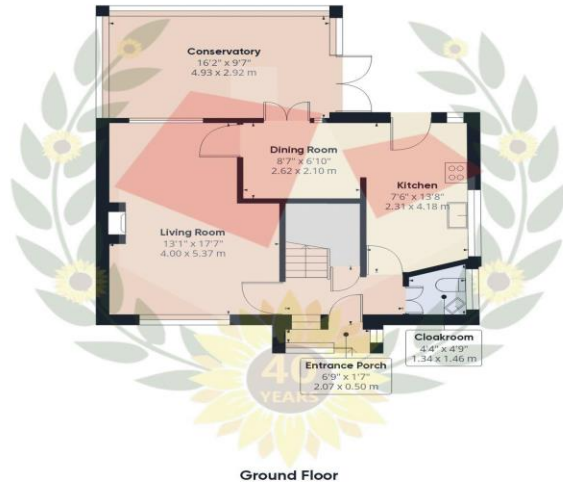 Conservatory
16'2" x 9'7"
4.93 x 2.92 m
Dining Room
8'7" x 6'10"
2.62 x 2.10 m
Kitchen
7'6" x 13'8"
2.31 x 4.18 m
Living Room
13'1" x 17'7"
4.00 x 5.37 m
Cloakroom
4'4" x 4'9"
1.34 x 1.46 m
Entrance Porch
6'9" x 1'7"
2.07 x 0.50 m
40
YEARS
Ground Floor